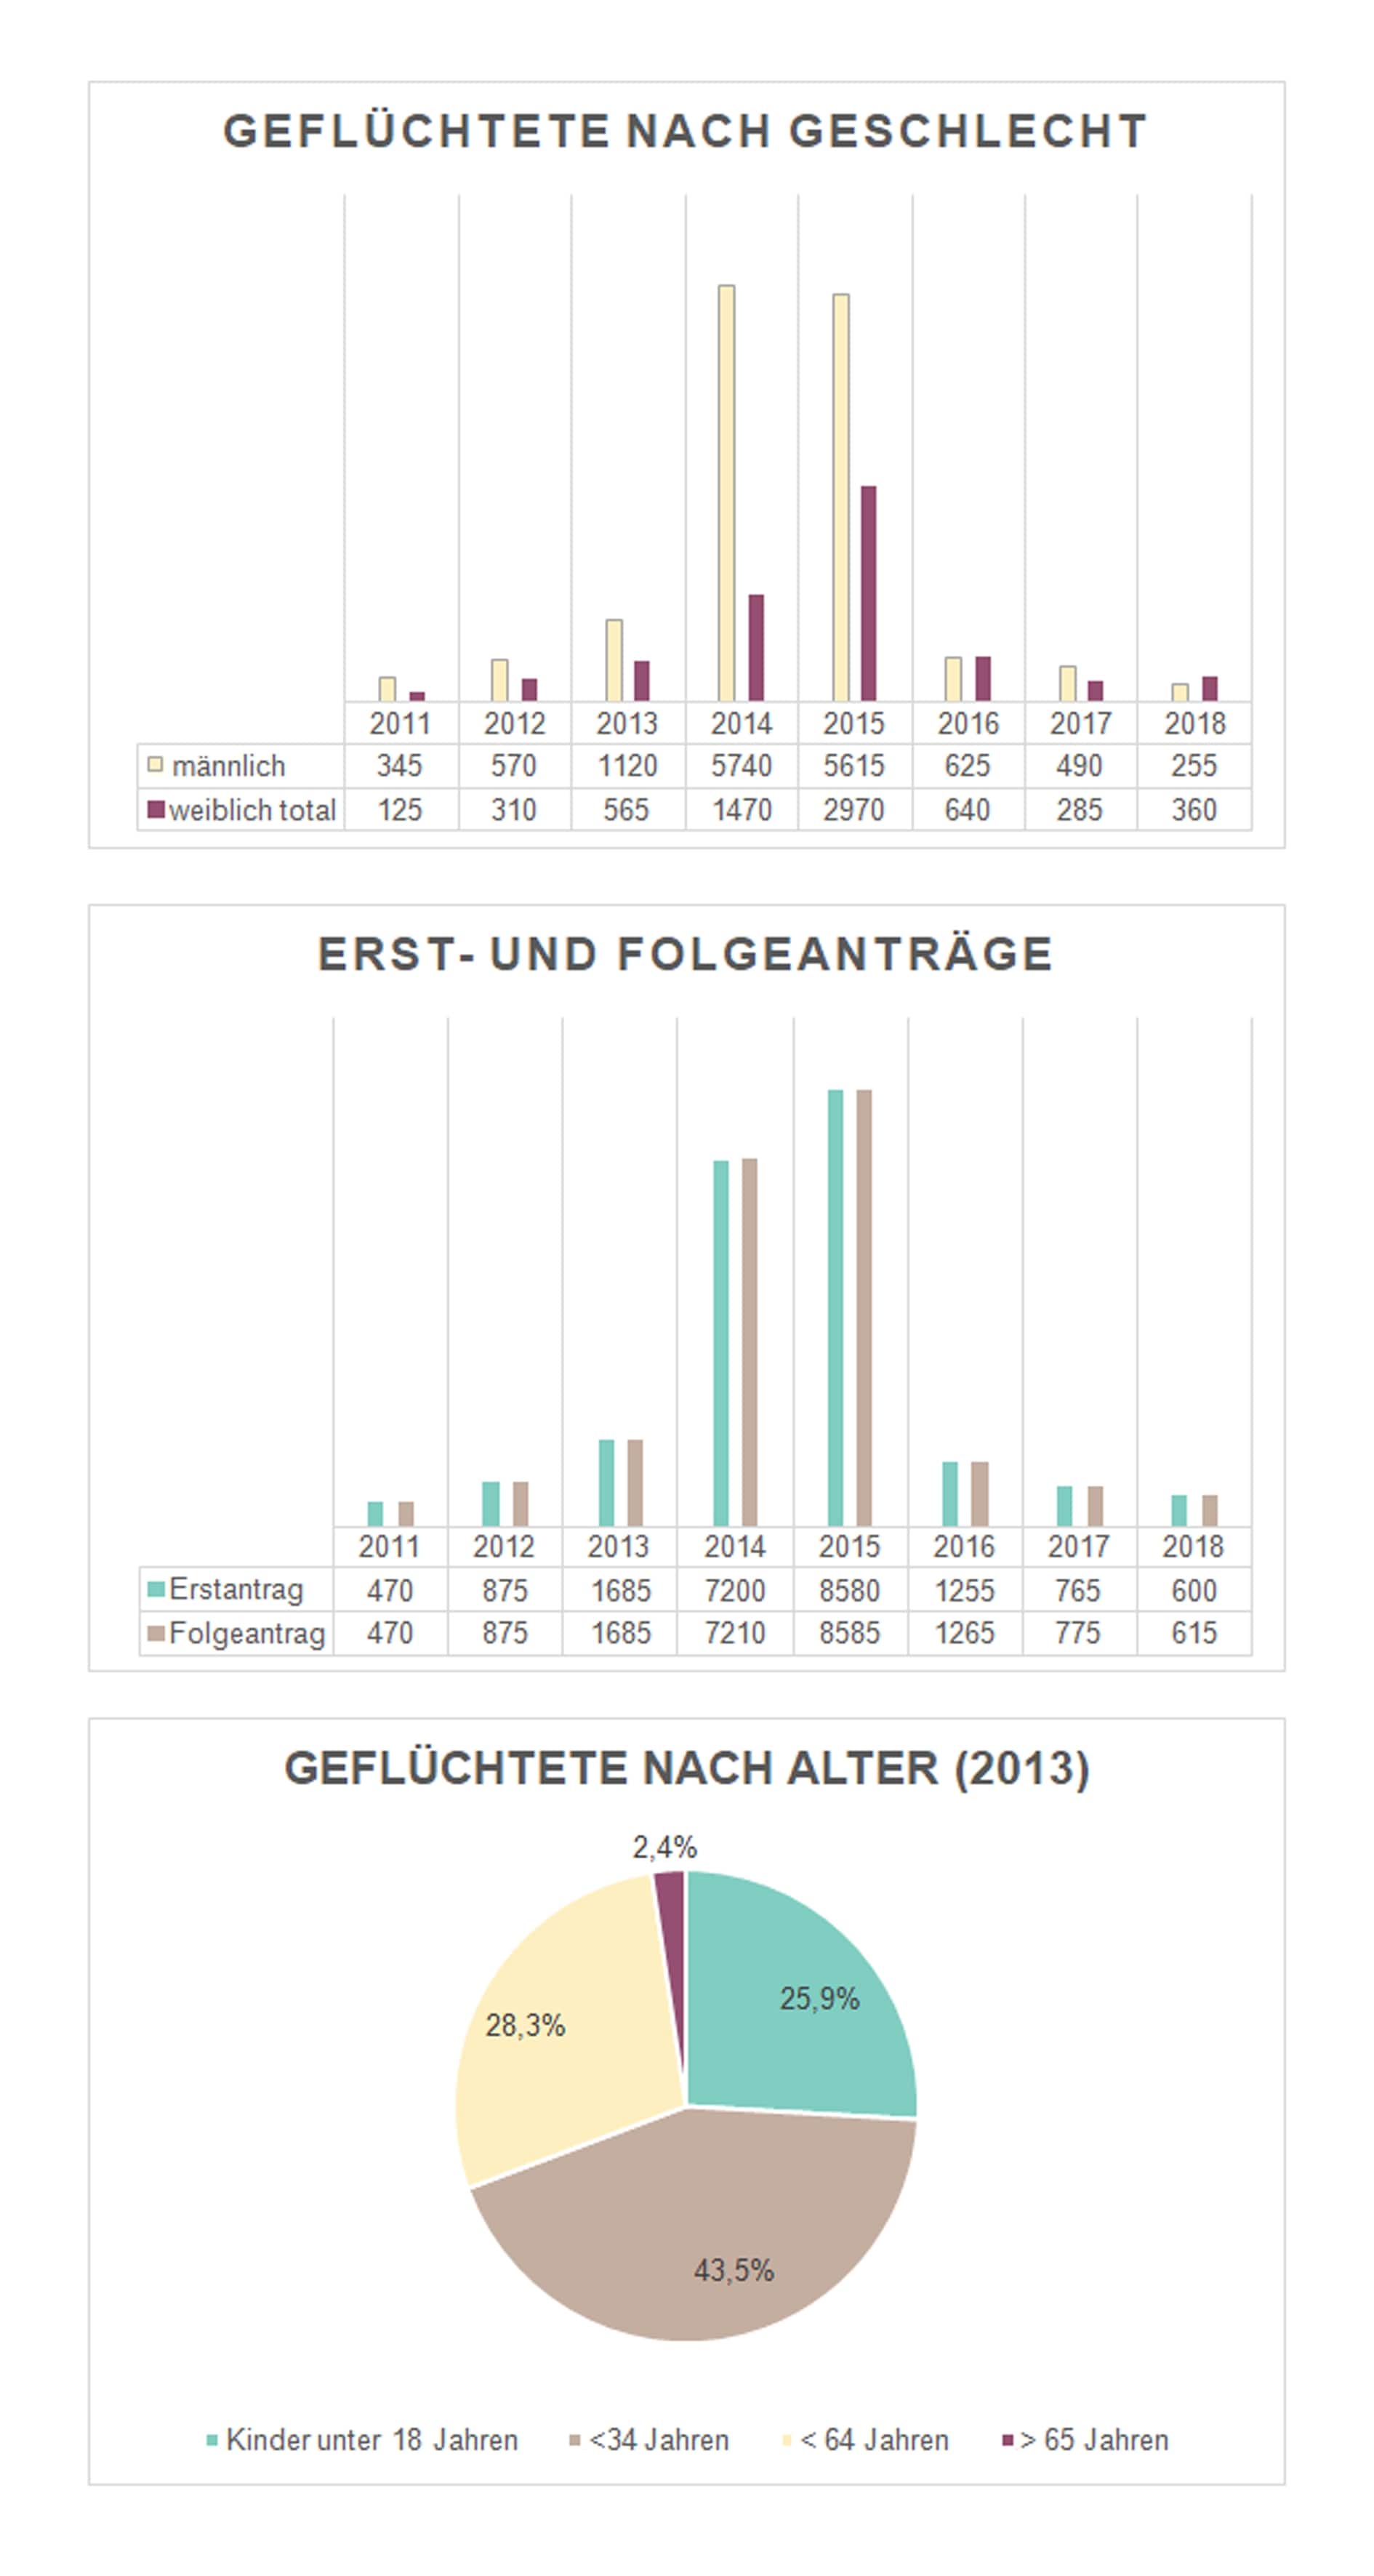 GEFLÜCHTETE NACH GESCHLECHT
2011 2012 2013 2014 2015 2016 2017 2018
männlich 345 570 1120 5740 5615 625 490 255
weiblich total 125 310 565 1470 2970 640 285 360
ERST- UND FOLGEANTRÄGE
2011 2012 2013 2014 2015 2016 2017 2018
Erstantrag 470 875 1685 7200 8580 1255 765 600
Folgeantrag 470 875 1685 7210 8585 1265 775 615
GEFLÜCHTETE NACH ALTER (2013)
2,4%
25,9%
28,3%
43,5%
Kinder unter 18 Jahren <34 Jahren < 64 Jahren > 65 Jahren